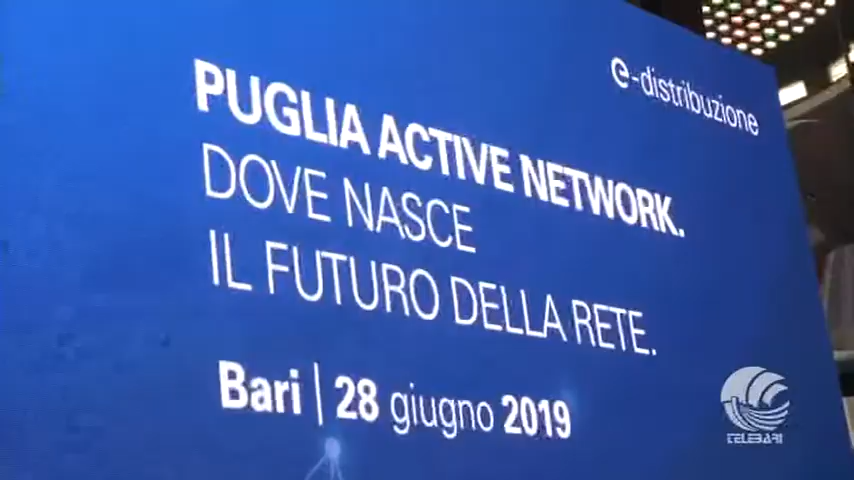 e-distribuzione
PUGLIA ACTIVE NETWORK.
DOVE NASCE
IL FUTURO DELLA RETE.
Bari | 28 giugno 2019
TELEBARI